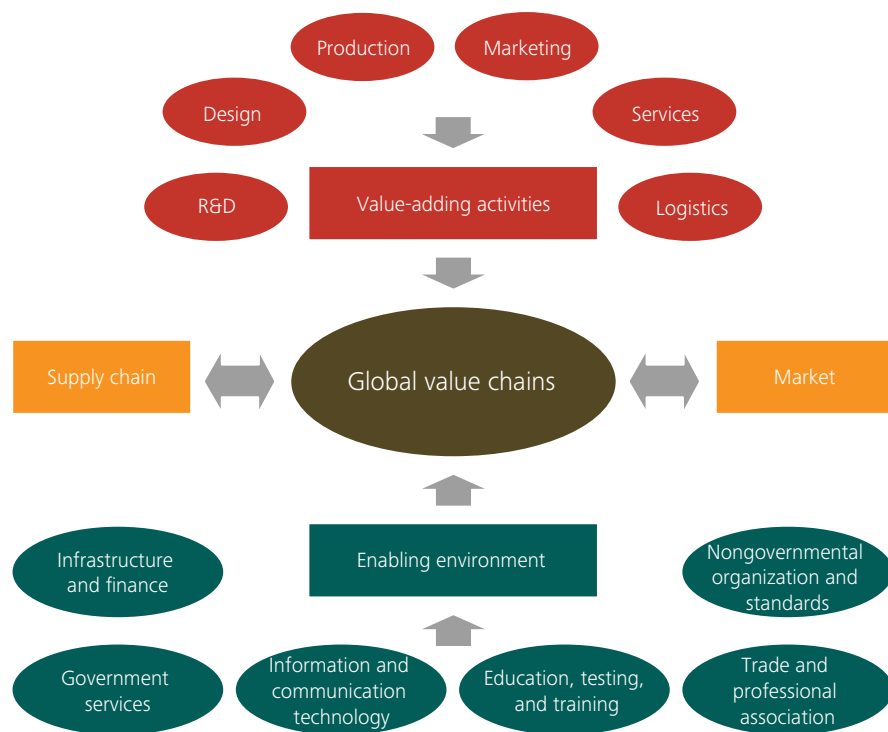 Production
Marketing
Design
Services
R&D
Value-adding activities
Logistics
Supply chain
Global value chains
Market
Infrastructure
and finance
Enabling environment
Nongovernmental
organization and
standards
Government
services
Information and
communication
technology
Education, testing,
and training
Trade and
professional
association